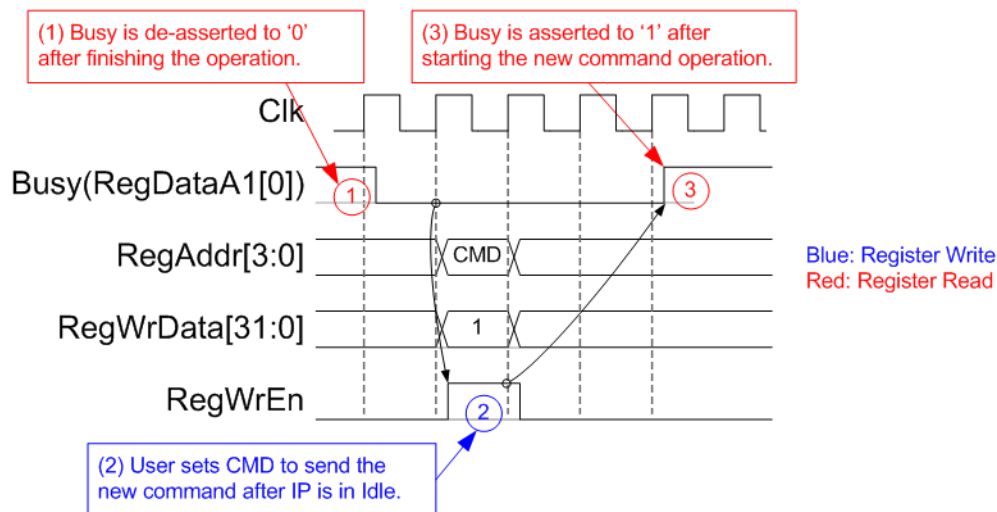 (1) Busy is de-asserted to ‘0’
after finishing the operation.
(3) Busy is asserted to ‘1’ after
starting the new command operation.
Clk
Busy(RegDataA1[0])
1
3
RegAddr[3:0]
CMD
Blue: Register Write
Red: Register Read
RegWrData[31:0]
1
RegWrEn
2
(2) User sets CMD to send the
new command after IP is in Idle.